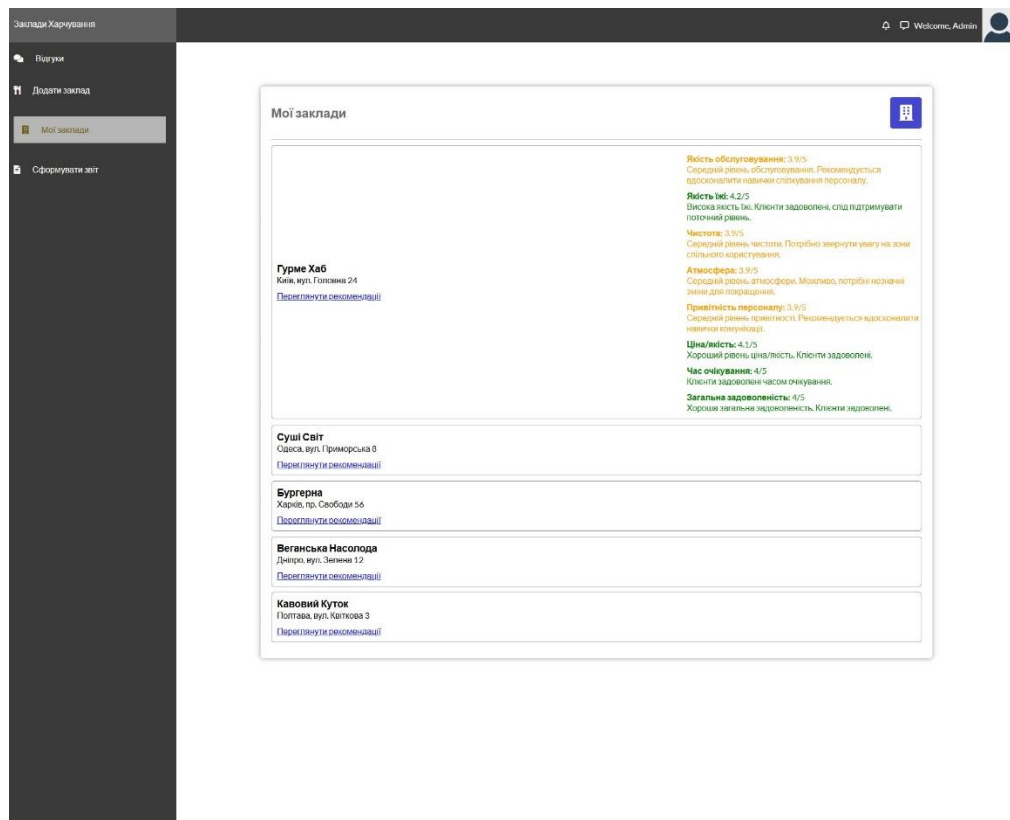 Заклади Харчування
Welcome, Admin
Відгуки
Додати заклад
Мої заклади
Сформувати звіт
Мої заклади
Гурме Хаб
Київ, вул. Головна 24
Переглянути рекомендації
Якість обслуговування: 3.9/5
Середній рівень обслуговування. Рекомендується
вдосконалити навички спілкування персоналу.
Якість їжі: 4.2/5
Висока якість їжі. Клієнти задоволені, слід підтримувати
поточний рівень.
Чистота: 3.9/5
Середній рівень чистоти. Потрібно звернути увагу на зони
спільного користування.
Атмосфера: 3.9/5
Середній рівень атмосфери. Можливо, потрібні незначні
зміни для покращення.
Привітність персоналу: 3.9/5
Середній рівень привітності. Рекомендується вдосконалити
навички комунікації.
Ціна/якість: 4.1/5
Хороший рівень ціна/якість. Клієнти задоволені.
Час очікування: 4/5
Клієнти задоволені часом очікування.
Загальна задоволеність: 4/5
Хороша загальна задоволеність. Клієнти задоволені.
Суші Світ
Одеса, вул. Приморська 8
Переглянути рекомендації
Бургерна
Харків, пр. Свободи 56
Переглянути рекомендації
Веганська Насолода
Дніпро, вул. Зелена 12
Переглянути рекомендації
Кавовий Куток
Полтава, вул. Квіткова 3
Переглянути рекомендації